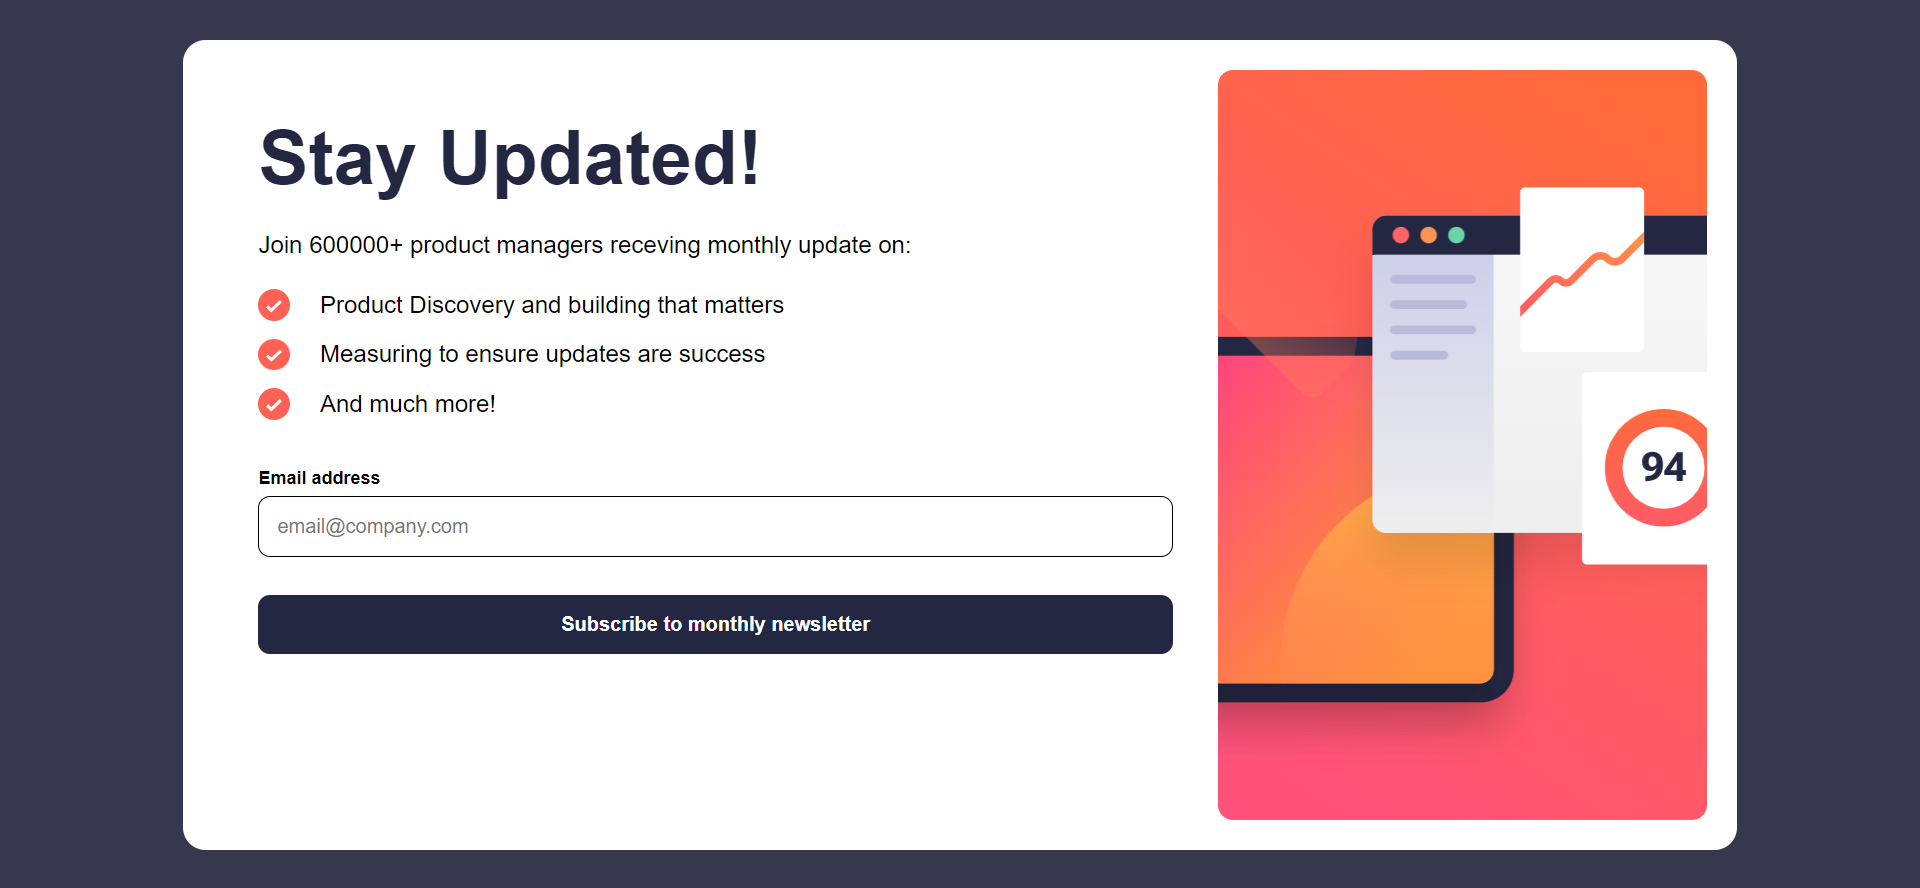 Stay Updated!
Join 600000+ product managers receving monthly update on:
Product Discovery and building that matters
Measuring to ensure updates are success
And much more!
Email address
email@company.com
Subscribe to monthly newsletter
94